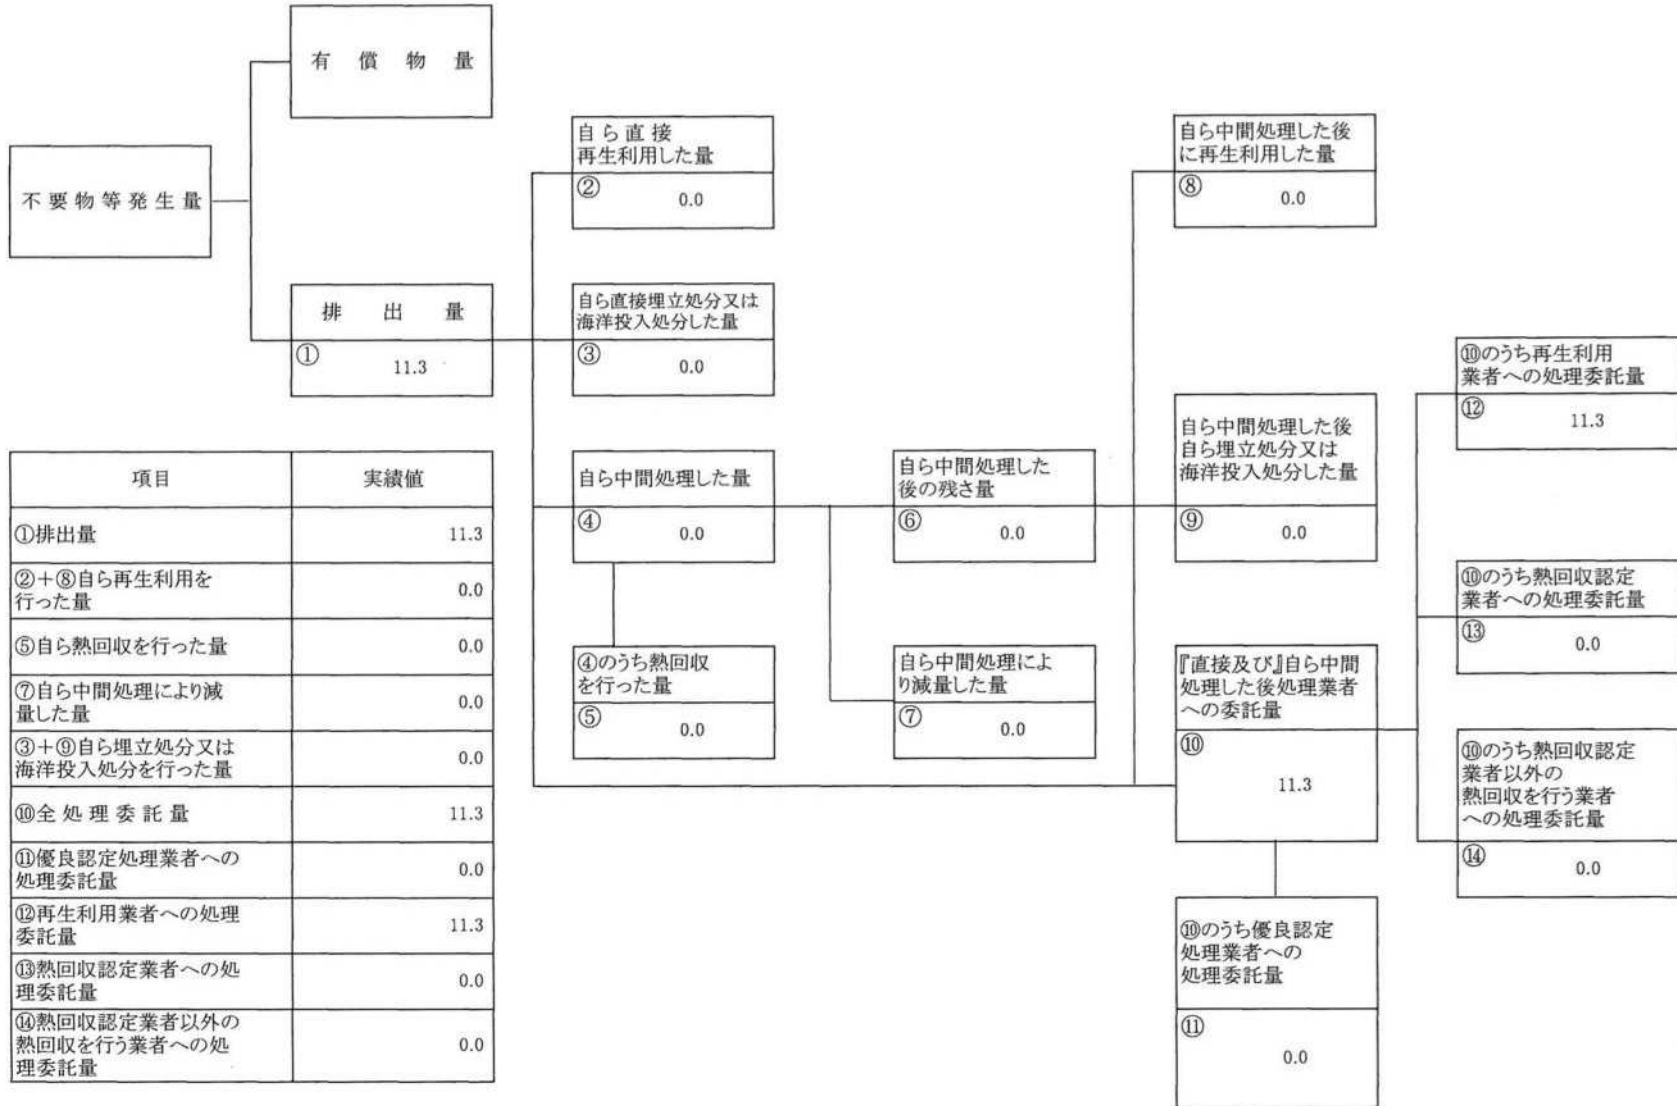 有償物量
不要物等発生量
排出量
①
11.3
自ら直接
再生利用した量
②
0.0
自ら直接埋立処分又は
海洋投入処分した量
③
0.0
自ら中間処理した量
④
0.0
④のうち熱回収
を行った量
⑤
0.0
自ら中間処理した
後の残さ量
⑥
0.0
自ら中間処理によ
り減量した量
⑦
0.0
自ら中間処理した後
に再生利用した量
⑧
0.0
自ら中間処理した後
自ら埋立処分又は
海洋投入処分した量
⑨
0.0
『直接及び』自ら中間
処理した後処理業者
への委託量
⑩
11.3
⑩のうち優良認定
処理業者への
処理委託量
⑪
0.0
⑩のうち再生利用
業者への処理委託量
⑫
11.3
⑩のうち熱回収認定
業者への処理委託量
⑬
0.0
⑩のうち熱回収認定
業者以外の
熱回収を行う業者
への処理委託量
⑭
0.0
項目 実績値
①排出量 11.3
②+⑧自ら再生利用を
行った量 0.0
⑤自ら熱回収を行った量 0.0
⑦自ら中間処理により減
量した量 0.0
③+⑨自ら埋立処分又は
海洋投入処分を行った量 0.0
⑩全処理委託量 11.3
⑪優良認定処理業者への
処理委託量 0.0
⑫再生利用業者への処理
委託量 11.3
⑬熱回収認定業者への処
理委託量 0.0
⑭熱回収認定業者以外の
熱回収を行う業者への処
理委託量 0.0